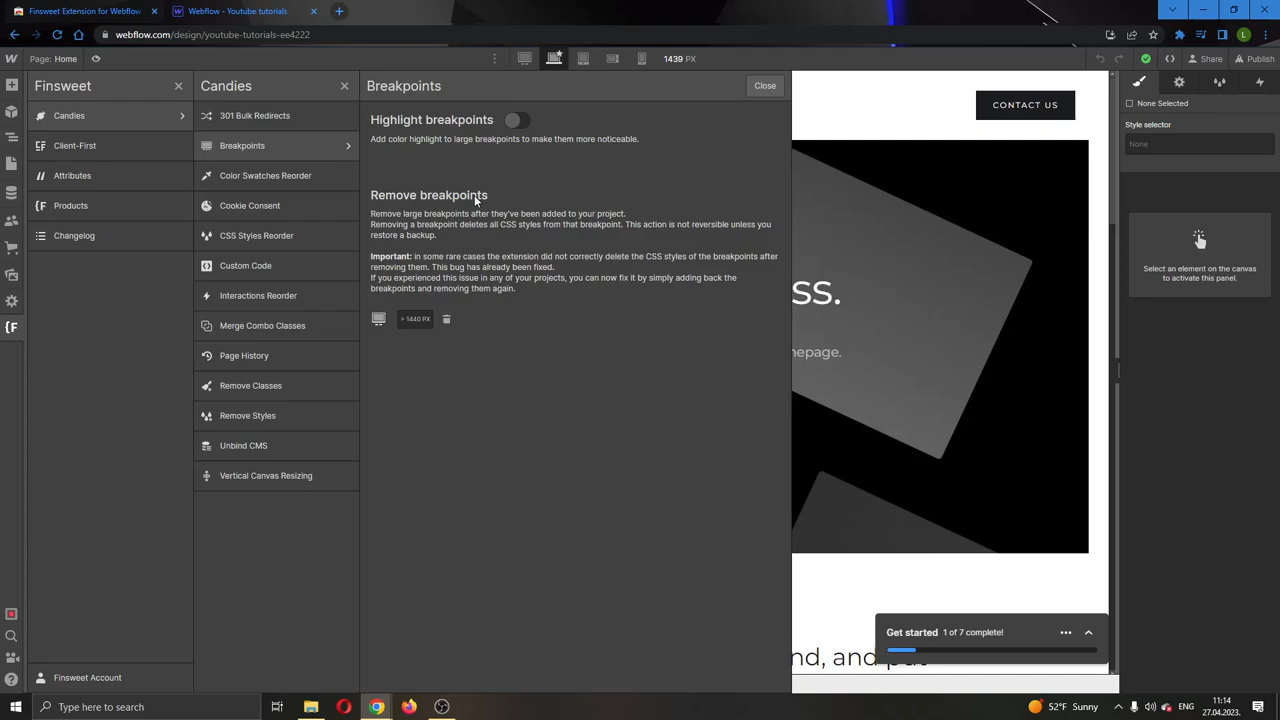 Finsweet Extension for Webflow
Webflow - Youtube tutorials
webflow.com/design/youtube-tutorials-ee4222
Page: Home
1439 PX
Share
Publish
Finsweet
Candies
Client-First
Attributes
Products
Changelog
Finsweet Account
Candies
301 Bulk Redirects
Breakpoints
Color Swatches Reorder
Cookie Consent
CSS Styles Reorder
Custom Code
Interactions Reorder
Merge Combo Classes
Page History
Remove Classes
Remove Styles
Unbind CMS
Vertical Canvas Resizing
Breakpoints
Close
Highlight breakpoints
Add color highlight to large breakpoints to make them more noticeable.
Remove breakpoints
Remove large breakpoints after they've been added to your project.
Removing a breakpoint deletes all CSS styles from that breakpoint. This action is not reversible unless you
restore a backup.
Important: in some rare cases the extension did not correctly delete the CSS styles of the breakpoints after
removing them. This bug has already been fixed.
If you experienced this issue in any of your projects, you can now fix it by simply adding back the
breakpoints and removing them again.
> 1440 PX
CONTACT US
ss.
nepage.
Get started 1 of 7 complete!
None Selected
Style selector
None
Select an element on the canvas
to activate this panel.
Type here to search
52°F Sunny
11:14
27.04.2023.